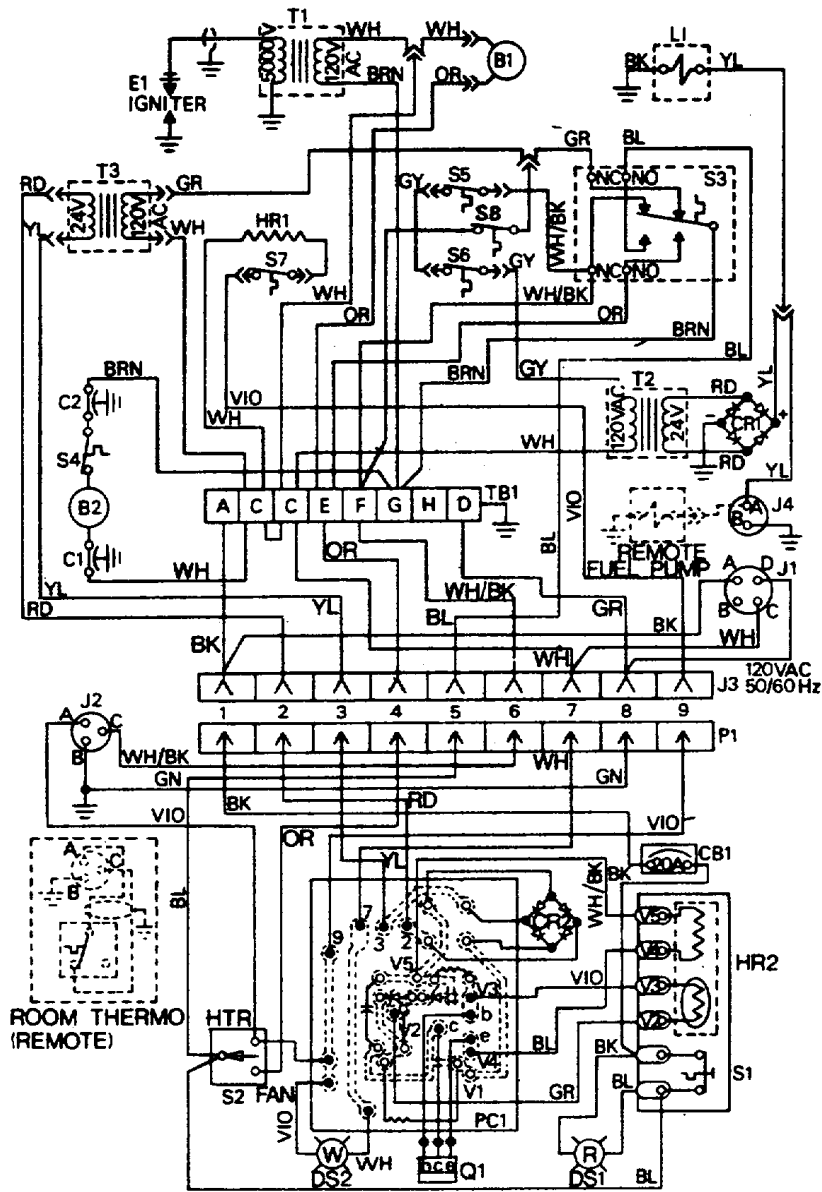 T1
WH
WH
5000V
120V
AC
BRN
OR
B1
E1
IGNITER
L1
BK
YL
T3
RD
GR
24V
120V
AC
YL
WH
GR
BL
NC
NO
S3
GY
S5
S8
S6
GY
WH/BK
HR1
S7
NC
NO
WH
OR
WH/BK
OR
BRN
BL
BRN
GY
BRN
C2
S4
B2
C1
VIO
WH
WH
T2
120VAC
24V
RD
RD
CR1
-
+
YL
YL
A C C E F G H D
TB1
OR
VIO
BL
REMOTE
FUEL PUMP
A
B
J4
A
D
B
C
J1
WH
YL
RD
YL
WH/BK
BL
GR
BK
BK
WH
WH
120VAC
50/60 Hz
J3
1 2 3 4 5 6 7 8 9
P1
J2
A
C
B
WH/BK
GN
WH
GN
VIO
BK
RD
OR
VIO
YL
BL
WH/BK
BK
20A
CB1
A
C
B
ROOM THERMO
(REMOTE)
7
9
3
2
CR2
V5
V3
b
V2
c
e
V4
V1
PC1
VIO
BL
GR
V5
V4
V3
V2
HR2
BK
BL
S1
HTR
S2
FAN
VIO
W
DS2
WH
b c e
Q1
R
DS1
BL